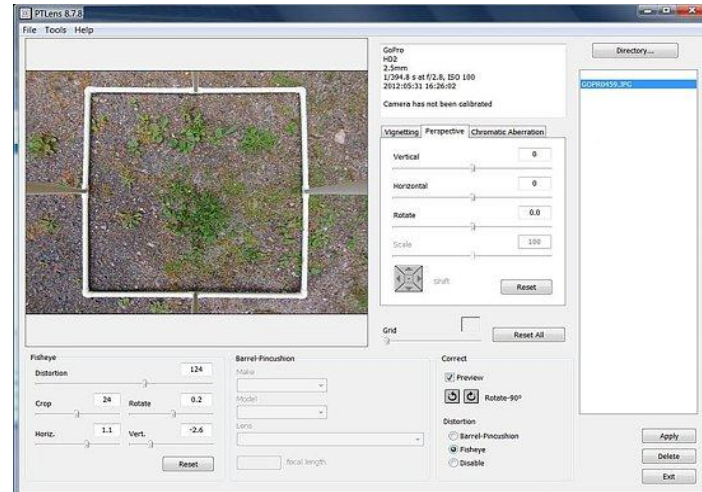 PTLens 8.7.8
File Tools Help
GoPro
HD2
2.5mm
1/394.8 s at f/2.8, ISO 100
2012:05:31 16:26:02
Camera has not been calibrated
Directory...
GOPR0459.JPG
Vignetting Perspective Chromatic Aberration
Vertical 0
Horizontal 0
Rotate 0.0
Scale 100
Shift Reset
Grid Reset All
Fisheye
Distortion 124
Crop 24 Rotate 0.2
Horiz. 1.1 Vert. -2.6
Reset
Barrel-Pincushion
Make
Model
Lens
focal length
Correct
Preview
Rotate-90º
Distortion
Barrel-Pincushion
Fisheye
Disable
Apply
Delete
Exit